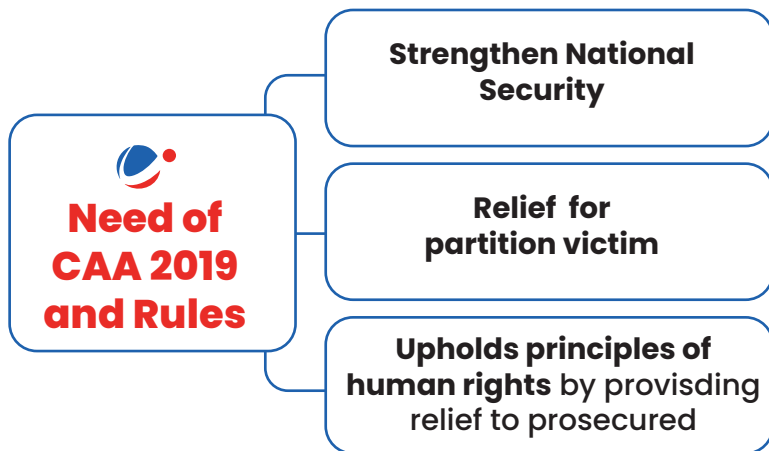 Need of
CAA 2019
and Rules
Strengthen National
Security
Relief for
partition victim
Upholds principles of
human rights by provisding
relief to prosecured